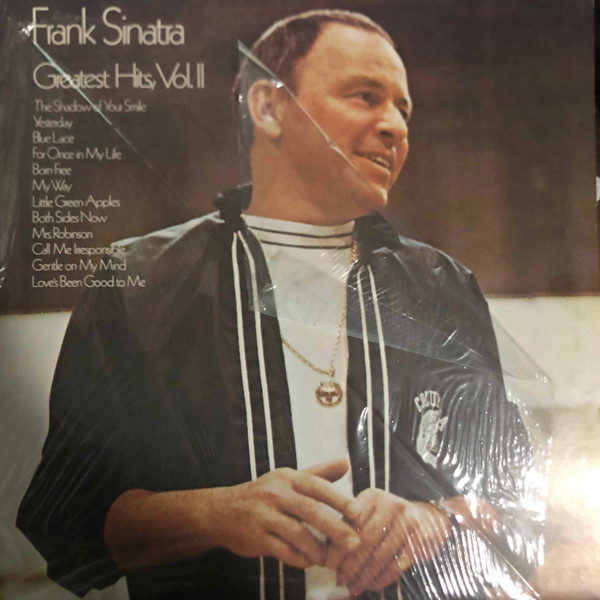 Frank Sinatra
Greatest Hits, Vol. II
The Shadow of Your Smile
Yesterday
Blue Lace
For Once in My Life
Born Free
My Way
Little Green Apples
Both Sides Now
Mrs. Robinson
Call Me Irresponsible
Gentle on My Mind
Love's Been Good to Me